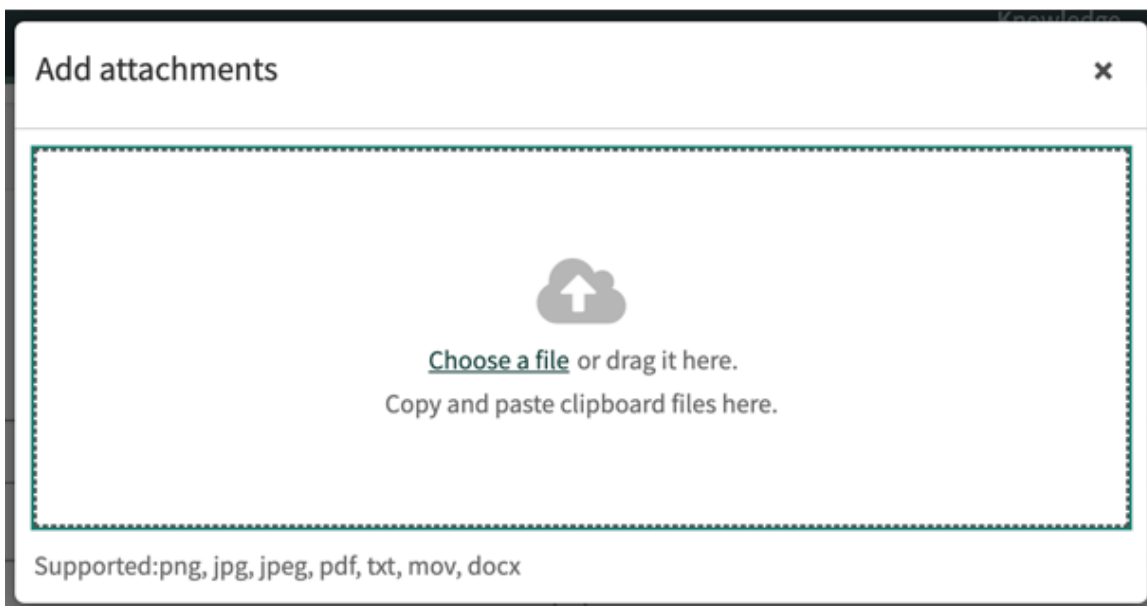 Knowledge
Add attachments
Choose a file or drag it here.
Copy and paste clipboard files here.
Supported:png, jpg, jpeg, pdf, txt, mov, docx